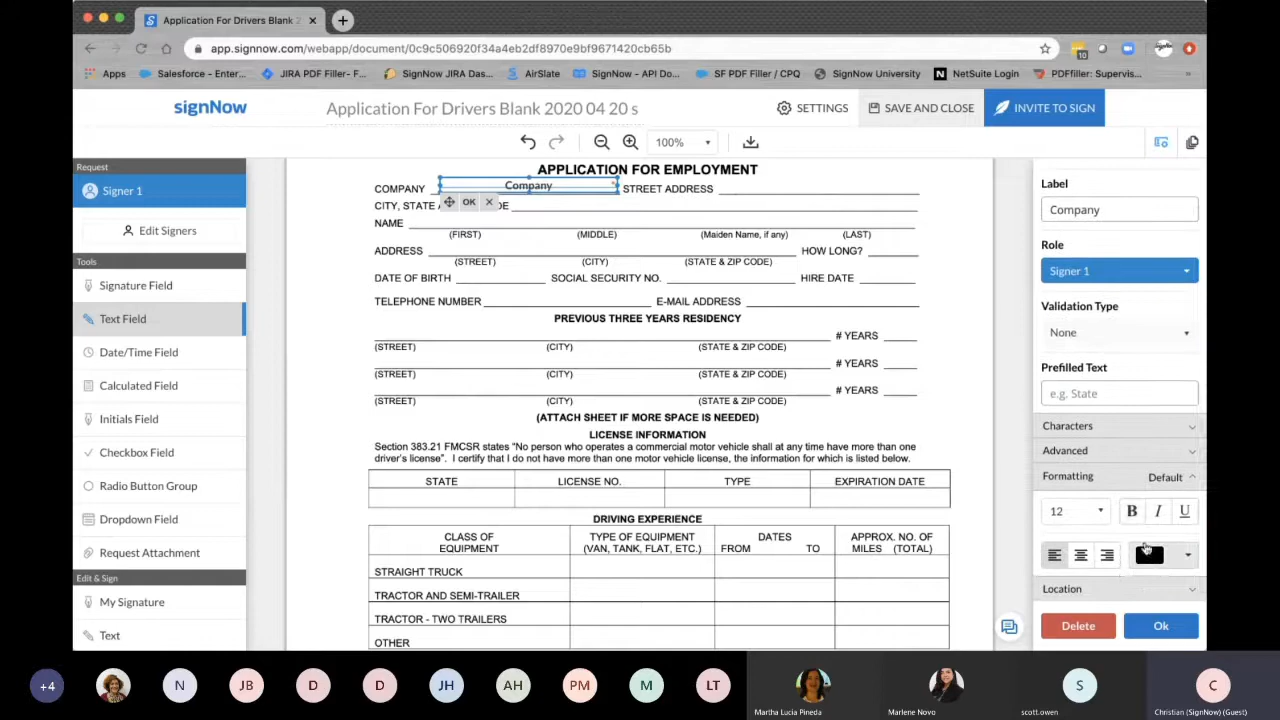 Application For Drivers Blank 2
app.signnow.com/webapp/document/0c9c506920f34a4eb2df8970e9bf9671420cb65b
10
Apps
Salesforce - Enter...
JIRA PDF Filler- F...
SignNow JIRA Das...
AirSlate
SignNow - API Do...
SF PDF Filler / CPQ
SignNow University
NetSuite Login
PDFfiller: Supervis...
signNow
Application For Drivers Blank 2020 04 20 s
SETTINGS
SAVE AND CLOSE
INVITE TO SIGN
100%
Request
Signer 1
Edit Signers
Tools
Signature Field
Text Field
Date/Time Field
Calculated Field
Initials Field
Checkbox Field
Radio Button Group
Dropdown Field
Request Attachment
Edit & Sign
My Signature
Text
APPLICATION FOR EMPLOYMENT
COMPANY Company STREET ADDRESS
CITY, STATE DE
OK
NAME
(FIRST) (MIDDLE) (Maiden Name, if any) (LAST)
ADDRESS HOW LONG?
(STREET) (CITY) (STATE & ZIP CODE)
DATE OF BIRTH SOCIAL SECURITY NO. HIRE DATE
TELEPHONE NUMBER E-MAIL ADDRESS
PREVIOUS THREE YEARS RESIDENCY
# YEARS
(STREET) (CITY) (STATE & ZIP CODE)
# YEARS
(STREET) (CITY) (STATE & ZIP CODE)
# YEARS
(STREET) (CITY) (STATE & ZIP CODE)
(ATTACH SHEET IF MORE SPACE IS NEEDED)
LICENSE INFORMATION
Section 383.21 FMCSR states "No person who operates a commercial motor vehicle shall at any time have more than one
driver's license". I certify that I do not have more than one motor vehicle license, the information for which is listed below.
STATE LICENSE NO. TYPE EXPIRATION DATE
DRIVING EXPERIENCE
CLASS OF TYPE OF EQUIPMENT DATES APPROX. NO. OF
EQUIPMENT (VAN, TANK, FLAT, ETC.) FROM TO MILES (TOTAL)
STRAIGHT TRUCK
TRACTOR AND SEMI-TRAILER
TRACTOR - TWO TRAILERS
OTHER
Label
Company
Role
Signer 1
Validation Type
None
Prefilled Text
e.g. State
Characters
Advanced
Formatting Default
12 B I U
Location
Delete
Ok
+4
N
JB
D
D
JH
AH
PM
M
LT
S
C
Martha Lucia Pineda
Marlene Novo
scott.owen
Christian (SignNow) (Guest)